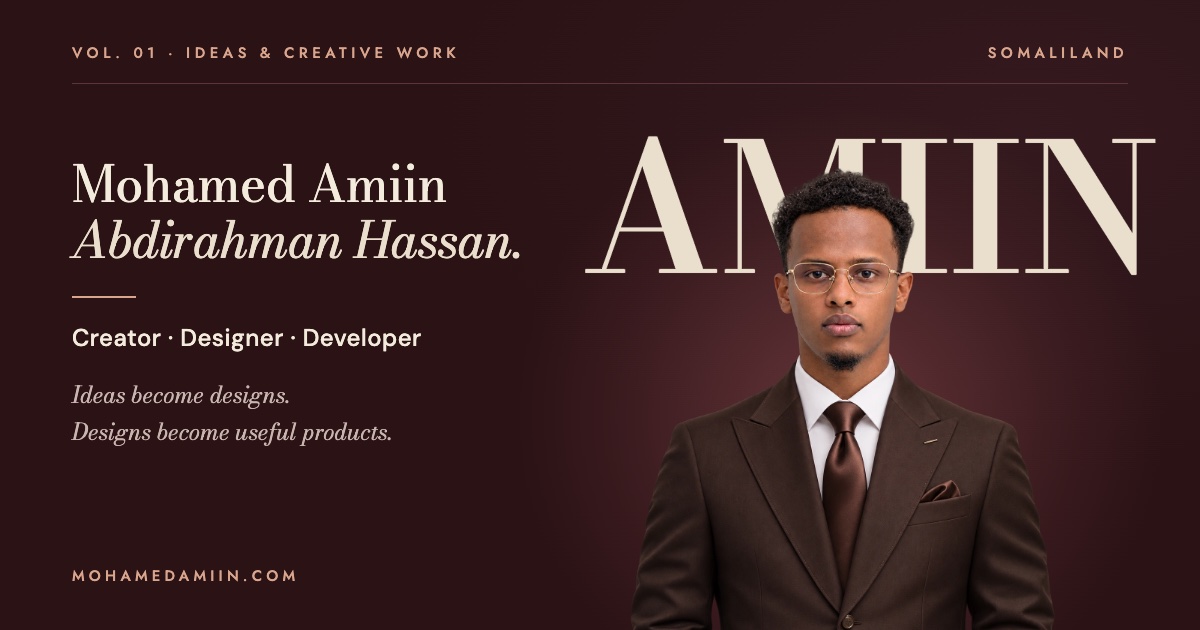 VOL. 01 · IDEAS & CREATIVE WORK
SOMALILAND
AMIIN
Mohamed Amiin
Abdirahman Hassan.
Creator · Designer · Developer
Ideas become designs.
Designs become useful products.
MOHAMEDAMIIN.COM